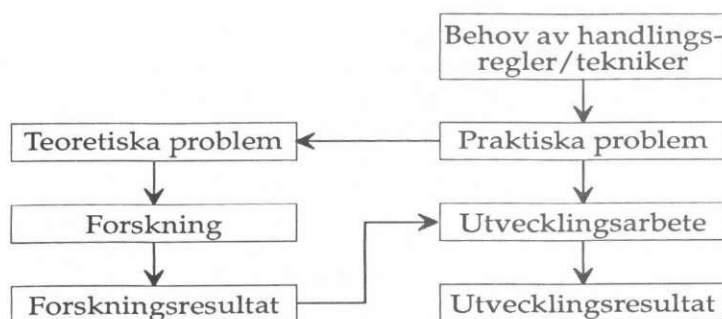 Behov av handlings-
regler/tekniker
Teoretiska problem
Praktiska problem
Forskning
Utvecklingsarbete
Forskningsresultat
Utvecklingsresultat